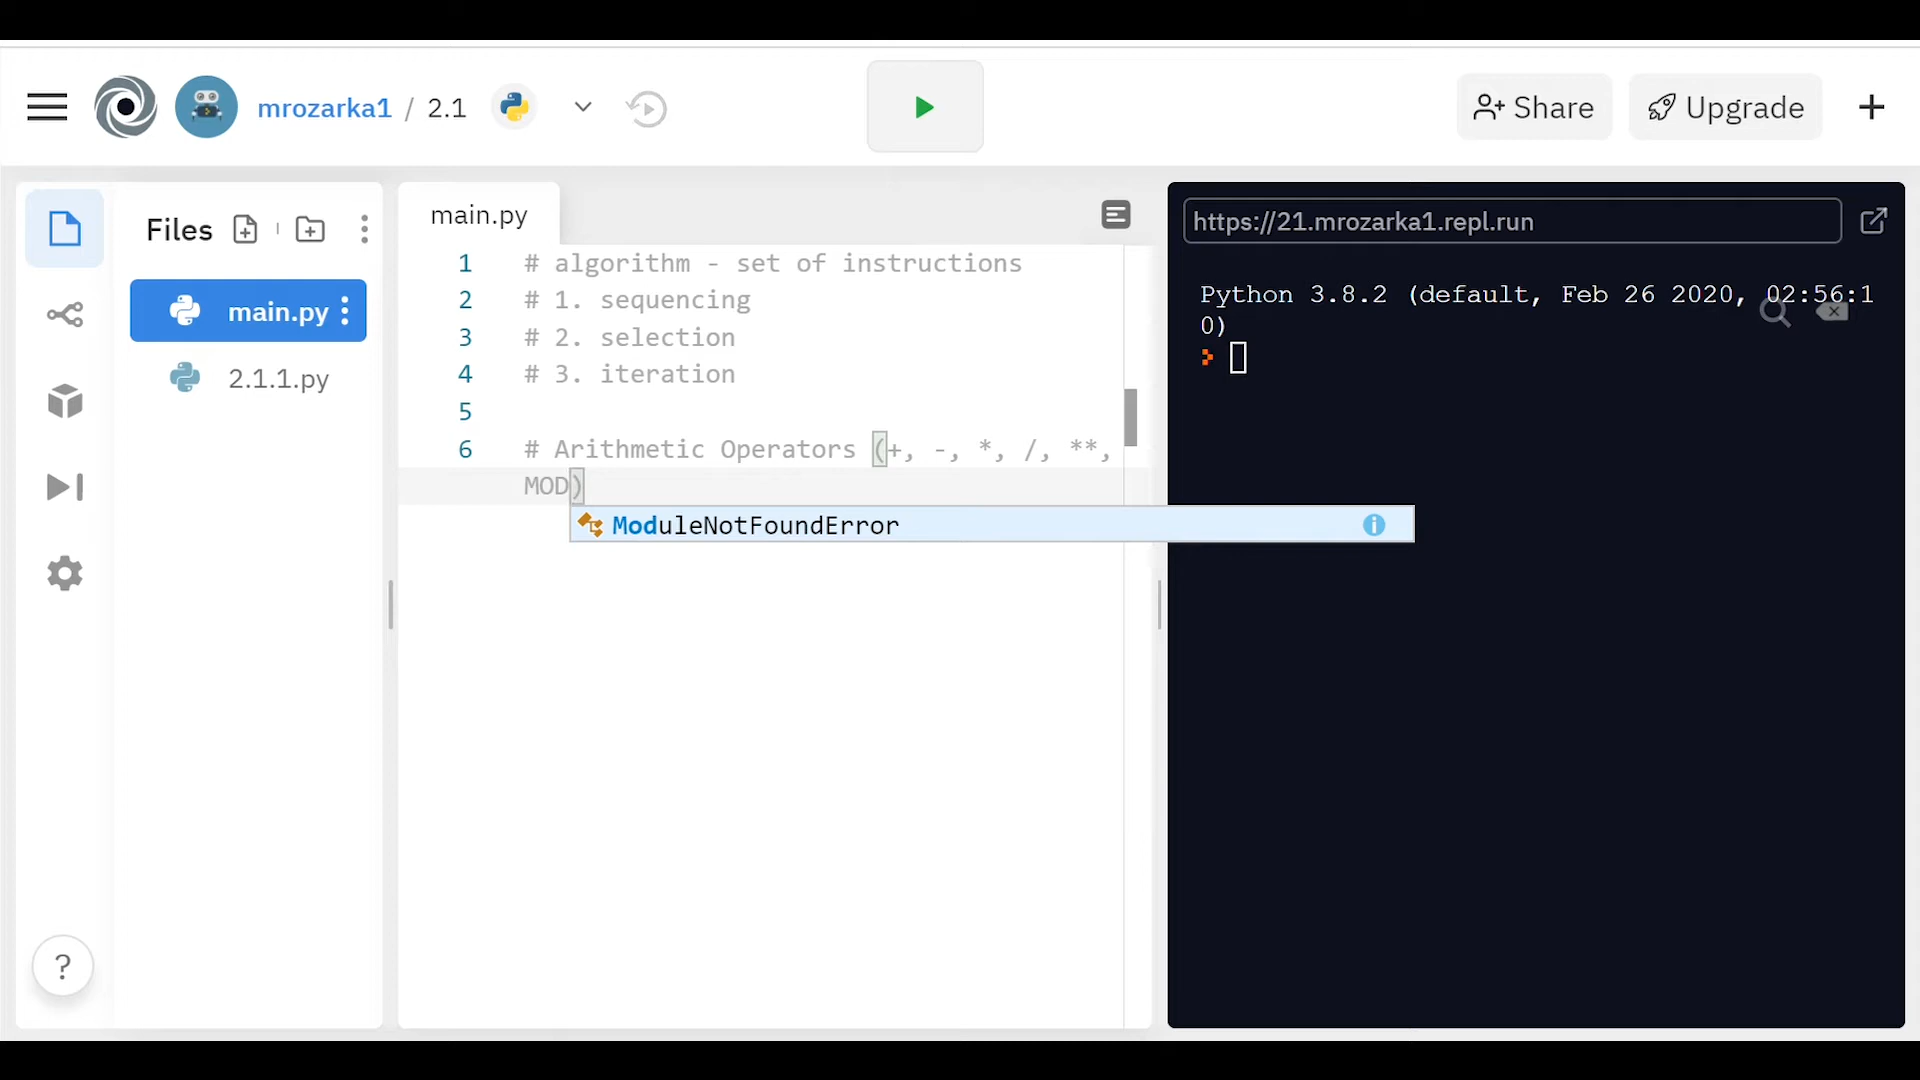 mrozarka1 / 2.1
Share
Upgrade
Files
main.py
2.1.1.py
main.py
1 # algorithm - set of instructions
2 # 1. sequencing
3 # 2. selection
4 # 3. iteration
5
6 # Arithmetic Operators (+, -, *, /, **,
MOD)
ModuleNotFoundError
https://21.mrozarka1.repl.run
Python 3.8.2 (default, Feb 26 2020, 02:56:1
0)
?